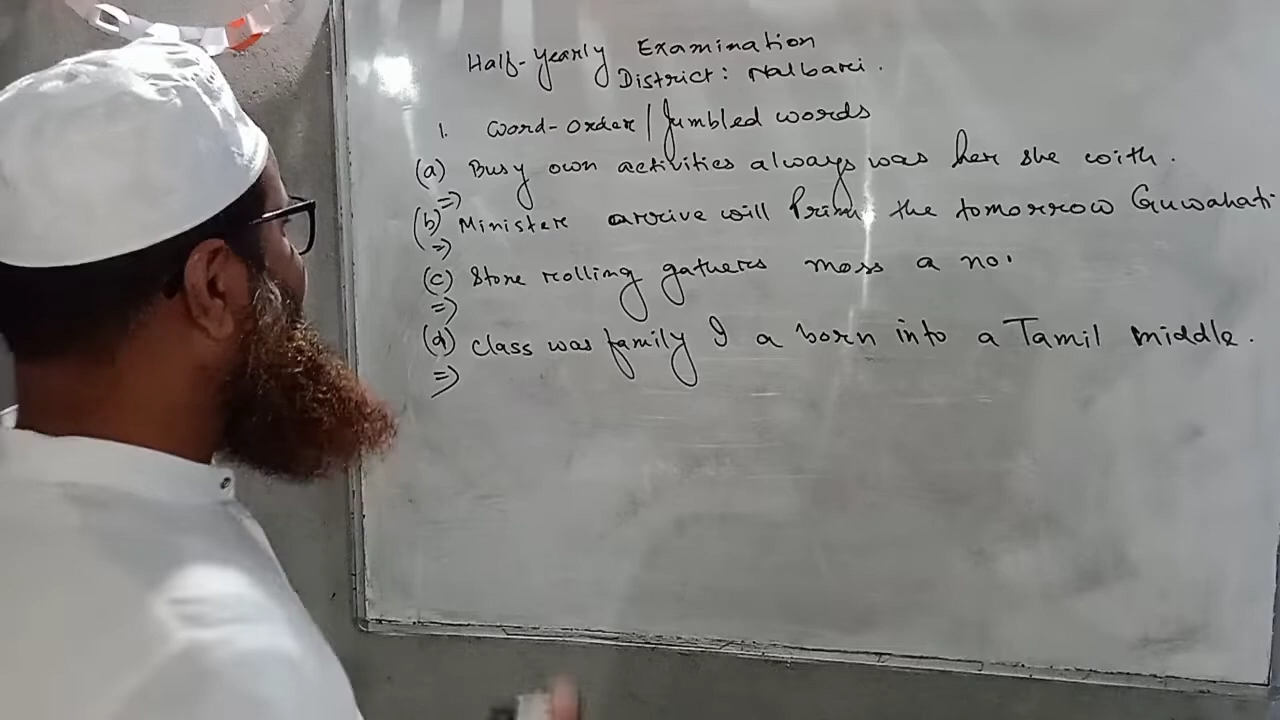 Half-Yearly Examination
District: Nalbari.
1. Word-order / Jumbled words
(a) Busy own activities always was her she with.
=>
(b) Minister arrive will Prime the tomorrow Guwahati.
=>
(c) Stone rolling gathers moss a no.
=>
(d) class was family I a born into a Tamil middle.
=>